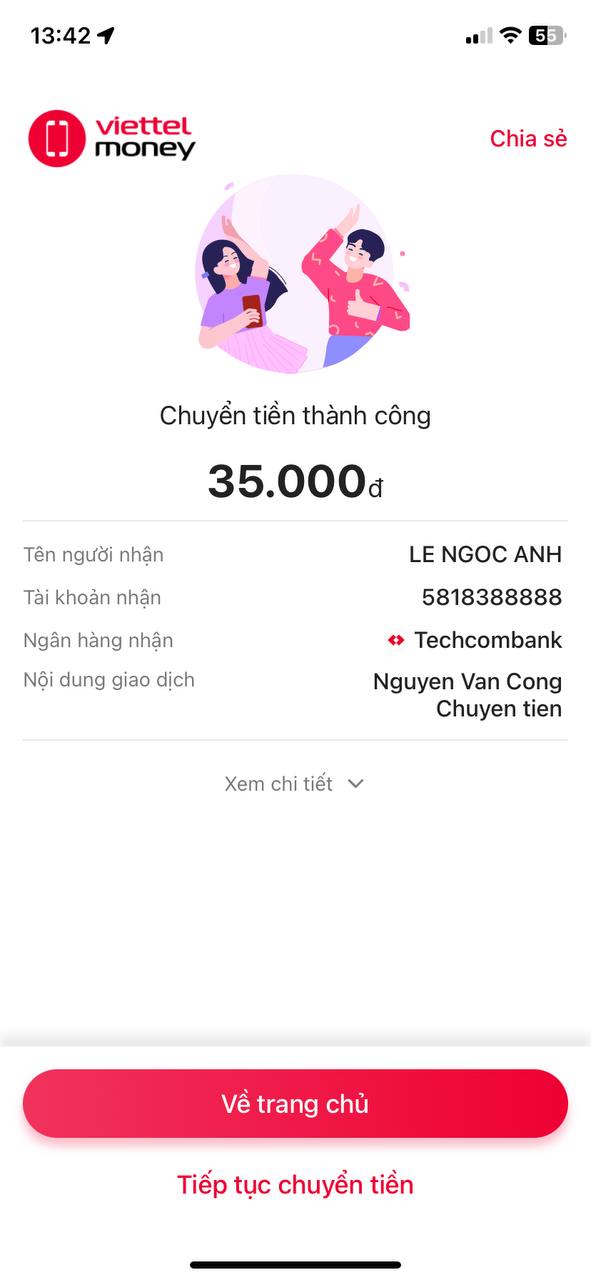 13:42
55
viettel
money
Chia sẻ
Chuyển tiền thành công
35.000đ
Tên người nhận LE NGOC ANH
Tài khoản nhận 5818388888
Ngân hàng nhận Techcombank
Nội dung giao dịch Nguyen Van Cong
Chuyen tien
Xem chi tiết
Về trang chủ
Tiếp tục chuyển tiền